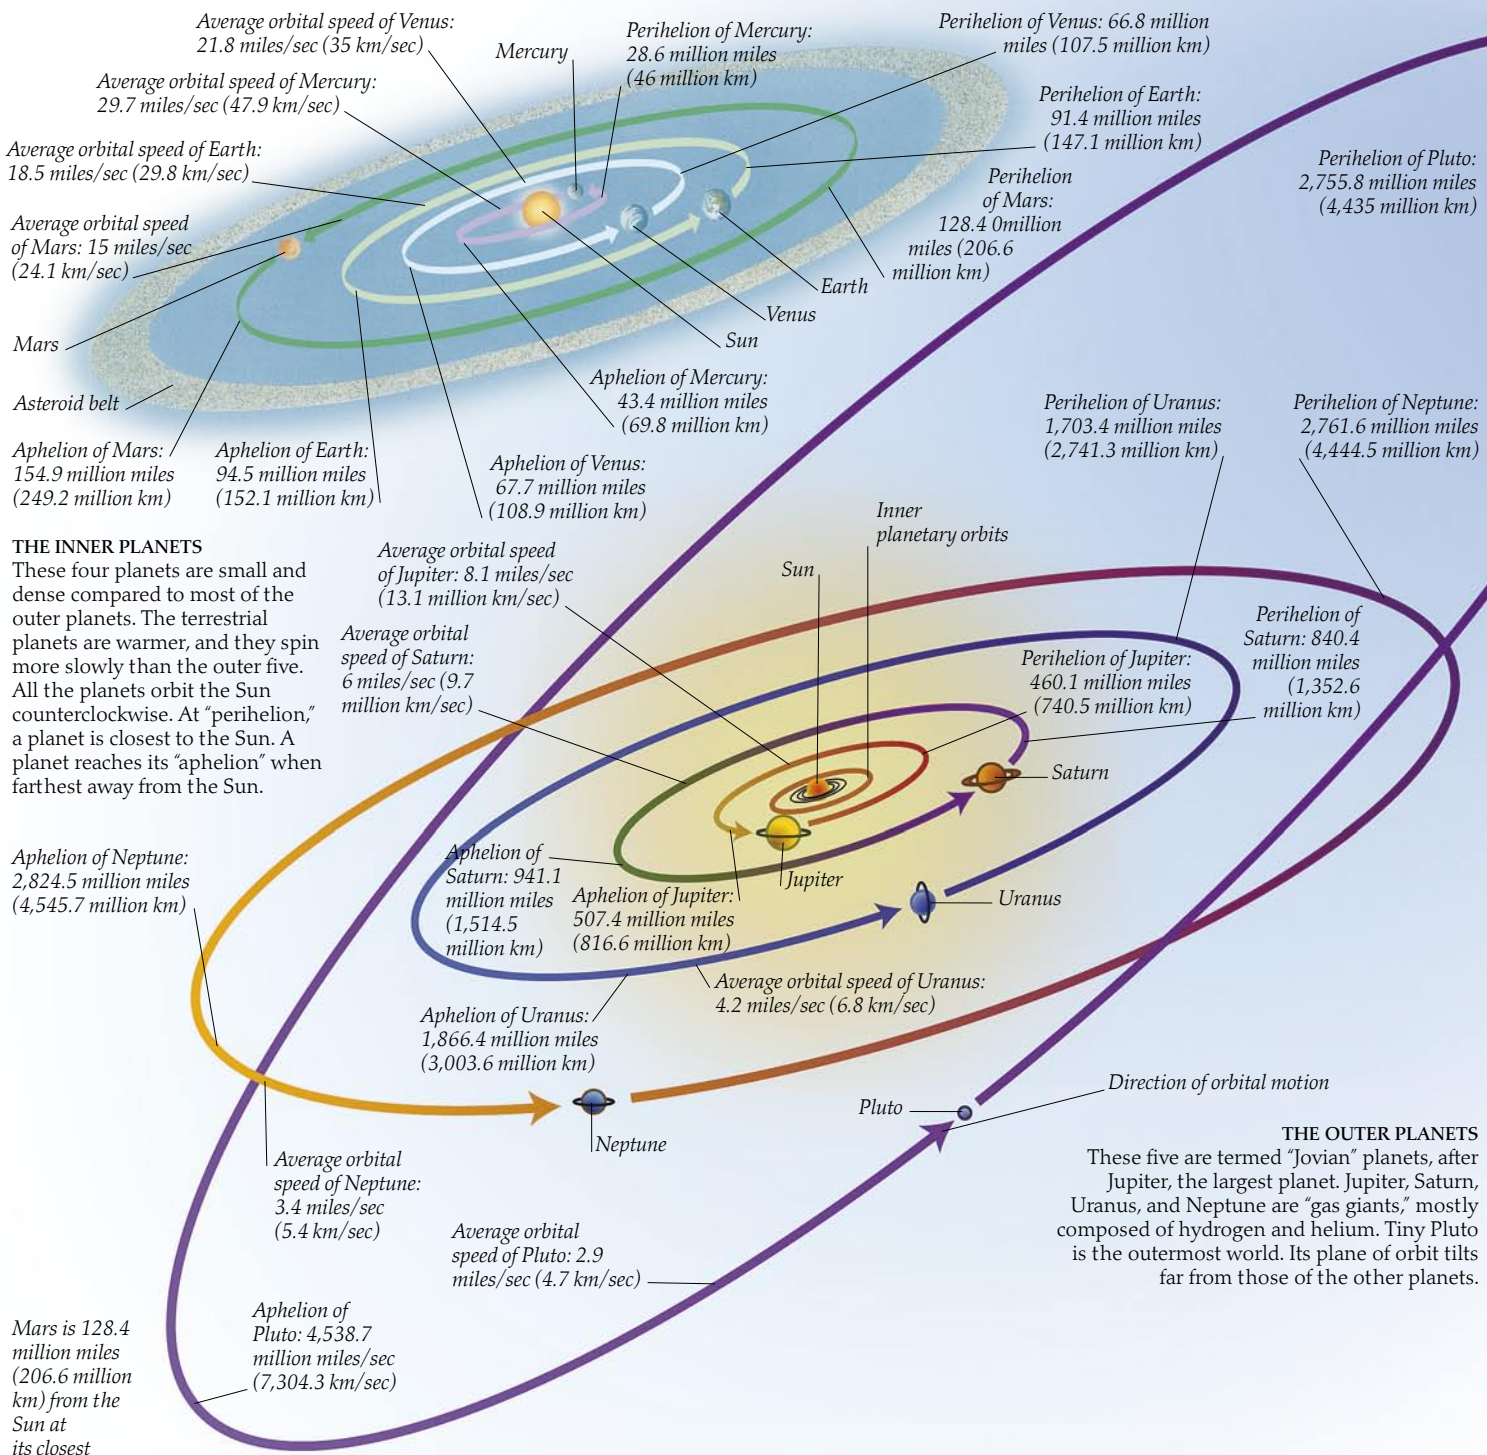 Average orbital speed of Venus:
21.8 miles/sec (35 km/sec)
Mercury
Perihelion of Mercury:
28.6 million miles
(46 million km)
Perihelion of Venus: 66.8 million
miles (107.5 million km)
Average orbital speed of Mercury:
29.7 miles/sec (47.9 km/sec)
Perihelion of Earth:
91.4 million miles
(147.1 million km)
Average orbital speed of Earth:
18.5 miles/sec (29.8 km/sec)
Perihelion of Pluto:
2,755.8 million miles
(4,435 million km)
Perihelion
of Mars:
128.4 0million
miles (206.6
million km)
Average orbital speed
of Mars: 15 miles/sec
(24.1 km/sec)
Earth
Venus
Sun
Mars
Asteroid belt
Aphelion of Mercury:
43.4 million miles
(69.8 million km)
Perihelion of Uranus:
1,703.4 million miles
(2,741.3 million km)
Perihelion of Neptune:
2,761.6 million miles
(4,444.5 million km)
Aphelion of Mars:
154.9 million miles
(249.2 million km)
Aphelion of Earth:
94.5 million miles
(152.1 million km)
Aphelion of Venus:
67.7 million miles
(108.9 million km)
THE INNER PLANETS
These four planets are small and
dense compared to most of the
outer planets. The terrestrial
planets are warmer, and they spin
more slowly than the outer five.
All the planets orbit the Sun
counterclockwise. At “perihelion,”
a planet is closest to the Sun. A
planet reaches its “aphelion” when
farthest away from the Sun.
Average orbital speed
of Jupiter: 8.1 miles/sec
(13.1 million km/sec)
Inner
planetary orbits
Sun
Average orbital
speed of Saturn:
6 miles/sec (9.7
million km/sec)
Perihelion of
Saturn: 840.4
million miles
(1,352.6
million km)
Perihelion of Jupiter:
460.1 million miles
(740.5 million km)
Saturn
Aphelion of Neptune:
2,824.5 million miles
(4,545.7 million km)
Aphelion of
Saturn: 941.1
million miles
(1,514.5
million km)
Jupiter
Aphelion of Jupiter:
507.4 million miles
(816.6 million km)
Uranus
Average orbital speed of Uranus:
4.2 miles/sec (6.8 km/sec)
Aphelion of Uranus:
1,866.4 million miles
(3,003.6 million km)
Direction of orbital motion
Pluto
Neptune
THE OUTER PLANETS
These five are termed “Jovian” planets, after
Jupiter, the largest planet. Jupiter, Saturn,
Uranus, and Neptune are “gas giants,” mostly
composed of hydrogen and helium. Tiny Pluto
is the outermost world. Its plane of orbit tilts
far from those of the other planets.
Average orbital
speed of Neptune:
3.4 miles/sec
(5.4 km/sec)
Average orbital
speed of Pluto: 2.9
miles/sec (4.7 km/sec)
Aphelion of
Pluto: 4,538.7
million miles/sec
(7,304.3 km/sec)
Mars is 128.4
million miles
(206.6 million
km) from the
Sun at
its closest